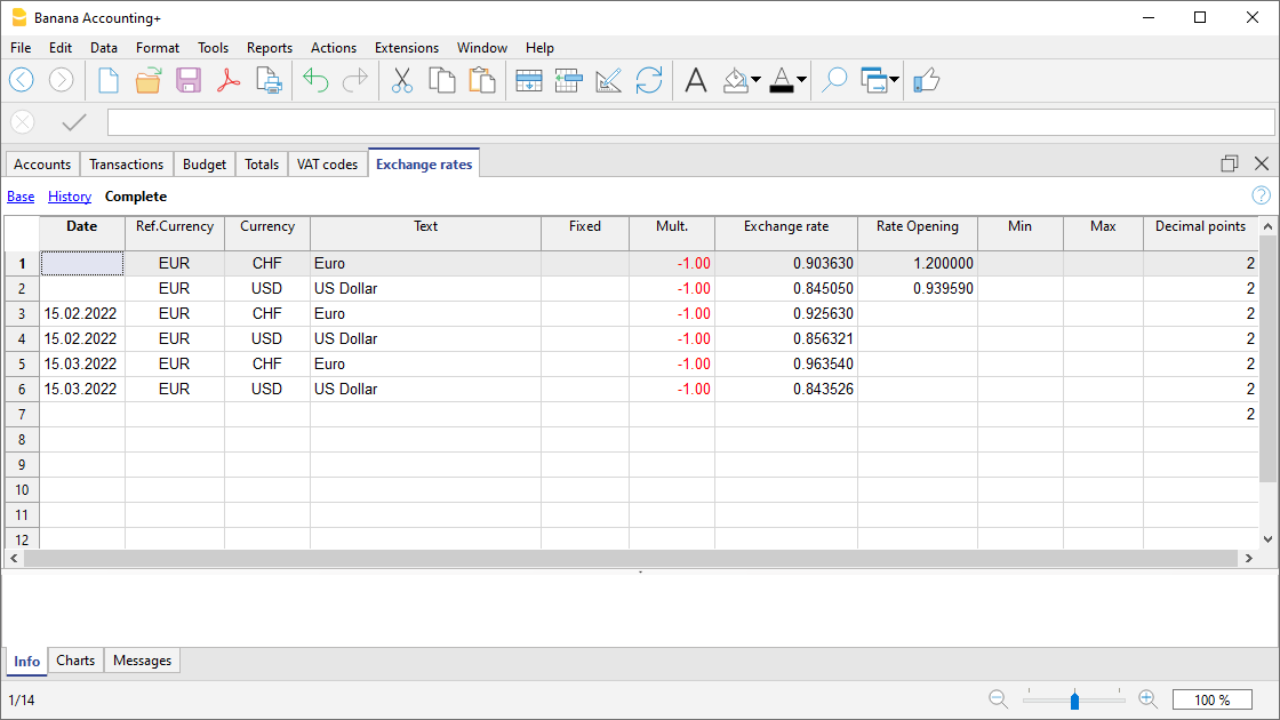 Banana Accounting+
File Edit Data Format Tools Reports Actions Extensions Window Help
Accounts Transactions Budget Totals VAT codes Exchange rates
Base History Complete
Date Ref.Currency Currency Text Fixed Mult. Exchange rate Rate Opening Min Max Decimal points
1 EUR CHF Euro -1.00 0.903630 1.200000 2
2 EUR USD US Dollar -1.00 0.845050 0.939590 2
3 15.02.2022 EUR CHF Euro -1.00 0.925630 2
4 15.02.2022 EUR USD US Dollar -1.00 0.856321 2
5 15.03.2022 EUR CHF Euro -1.00 0.963540 2
6 15.03.2022 EUR USD US Dollar -1.00 0.843526 2
7 2
8
9
10
11
12
Info Charts Messages
1/14 100 %